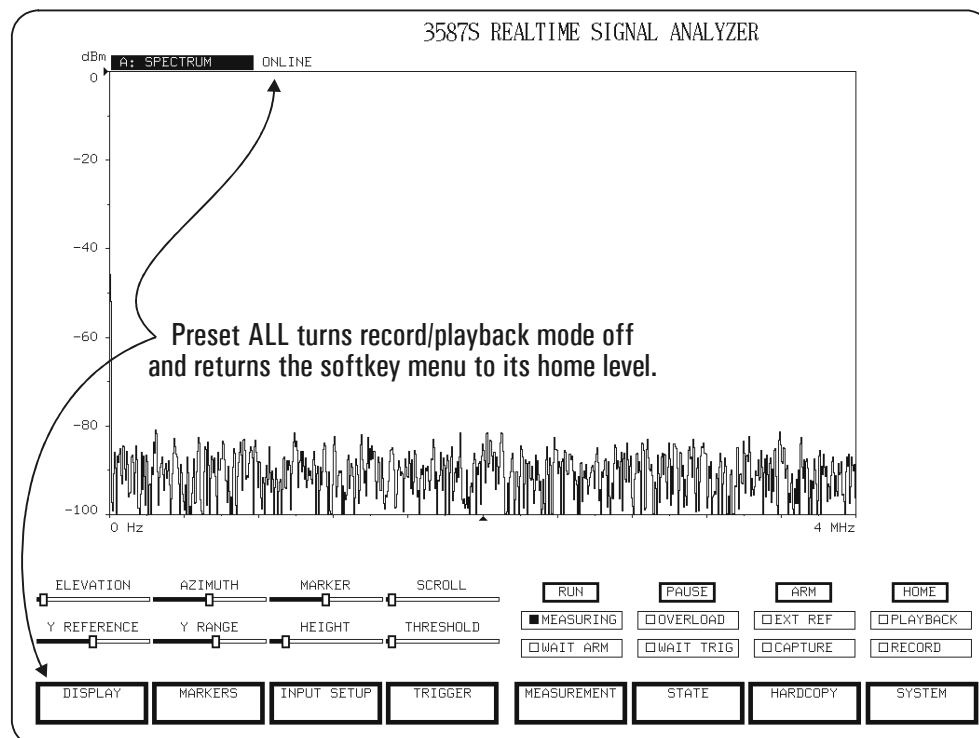 3587S REALTIME SIGNAL ANALYZER
dBm
A: SPECTRUM ONLINE
0
-20
-40
-60
Preset ALL turns record/playback mode off
and returns the softkey menu to its home level.
-80
-100
0 Hz 4 MHz
ELEVATION AZIMUTH MARKER SCROLL RUN PAUSE ARM HOME
MEASURING OVERLOAD EXT REF PLAYBACK
Y REFERENCE Y RANGE HEIGHT THRESHOLD
WAIT ARM WAIT TRIG CAPTURE RECORD
DISPLAY MARKERS INPUT SETUP TRIGGER MEASUREMENT STATE HARDCOPY SYSTEM